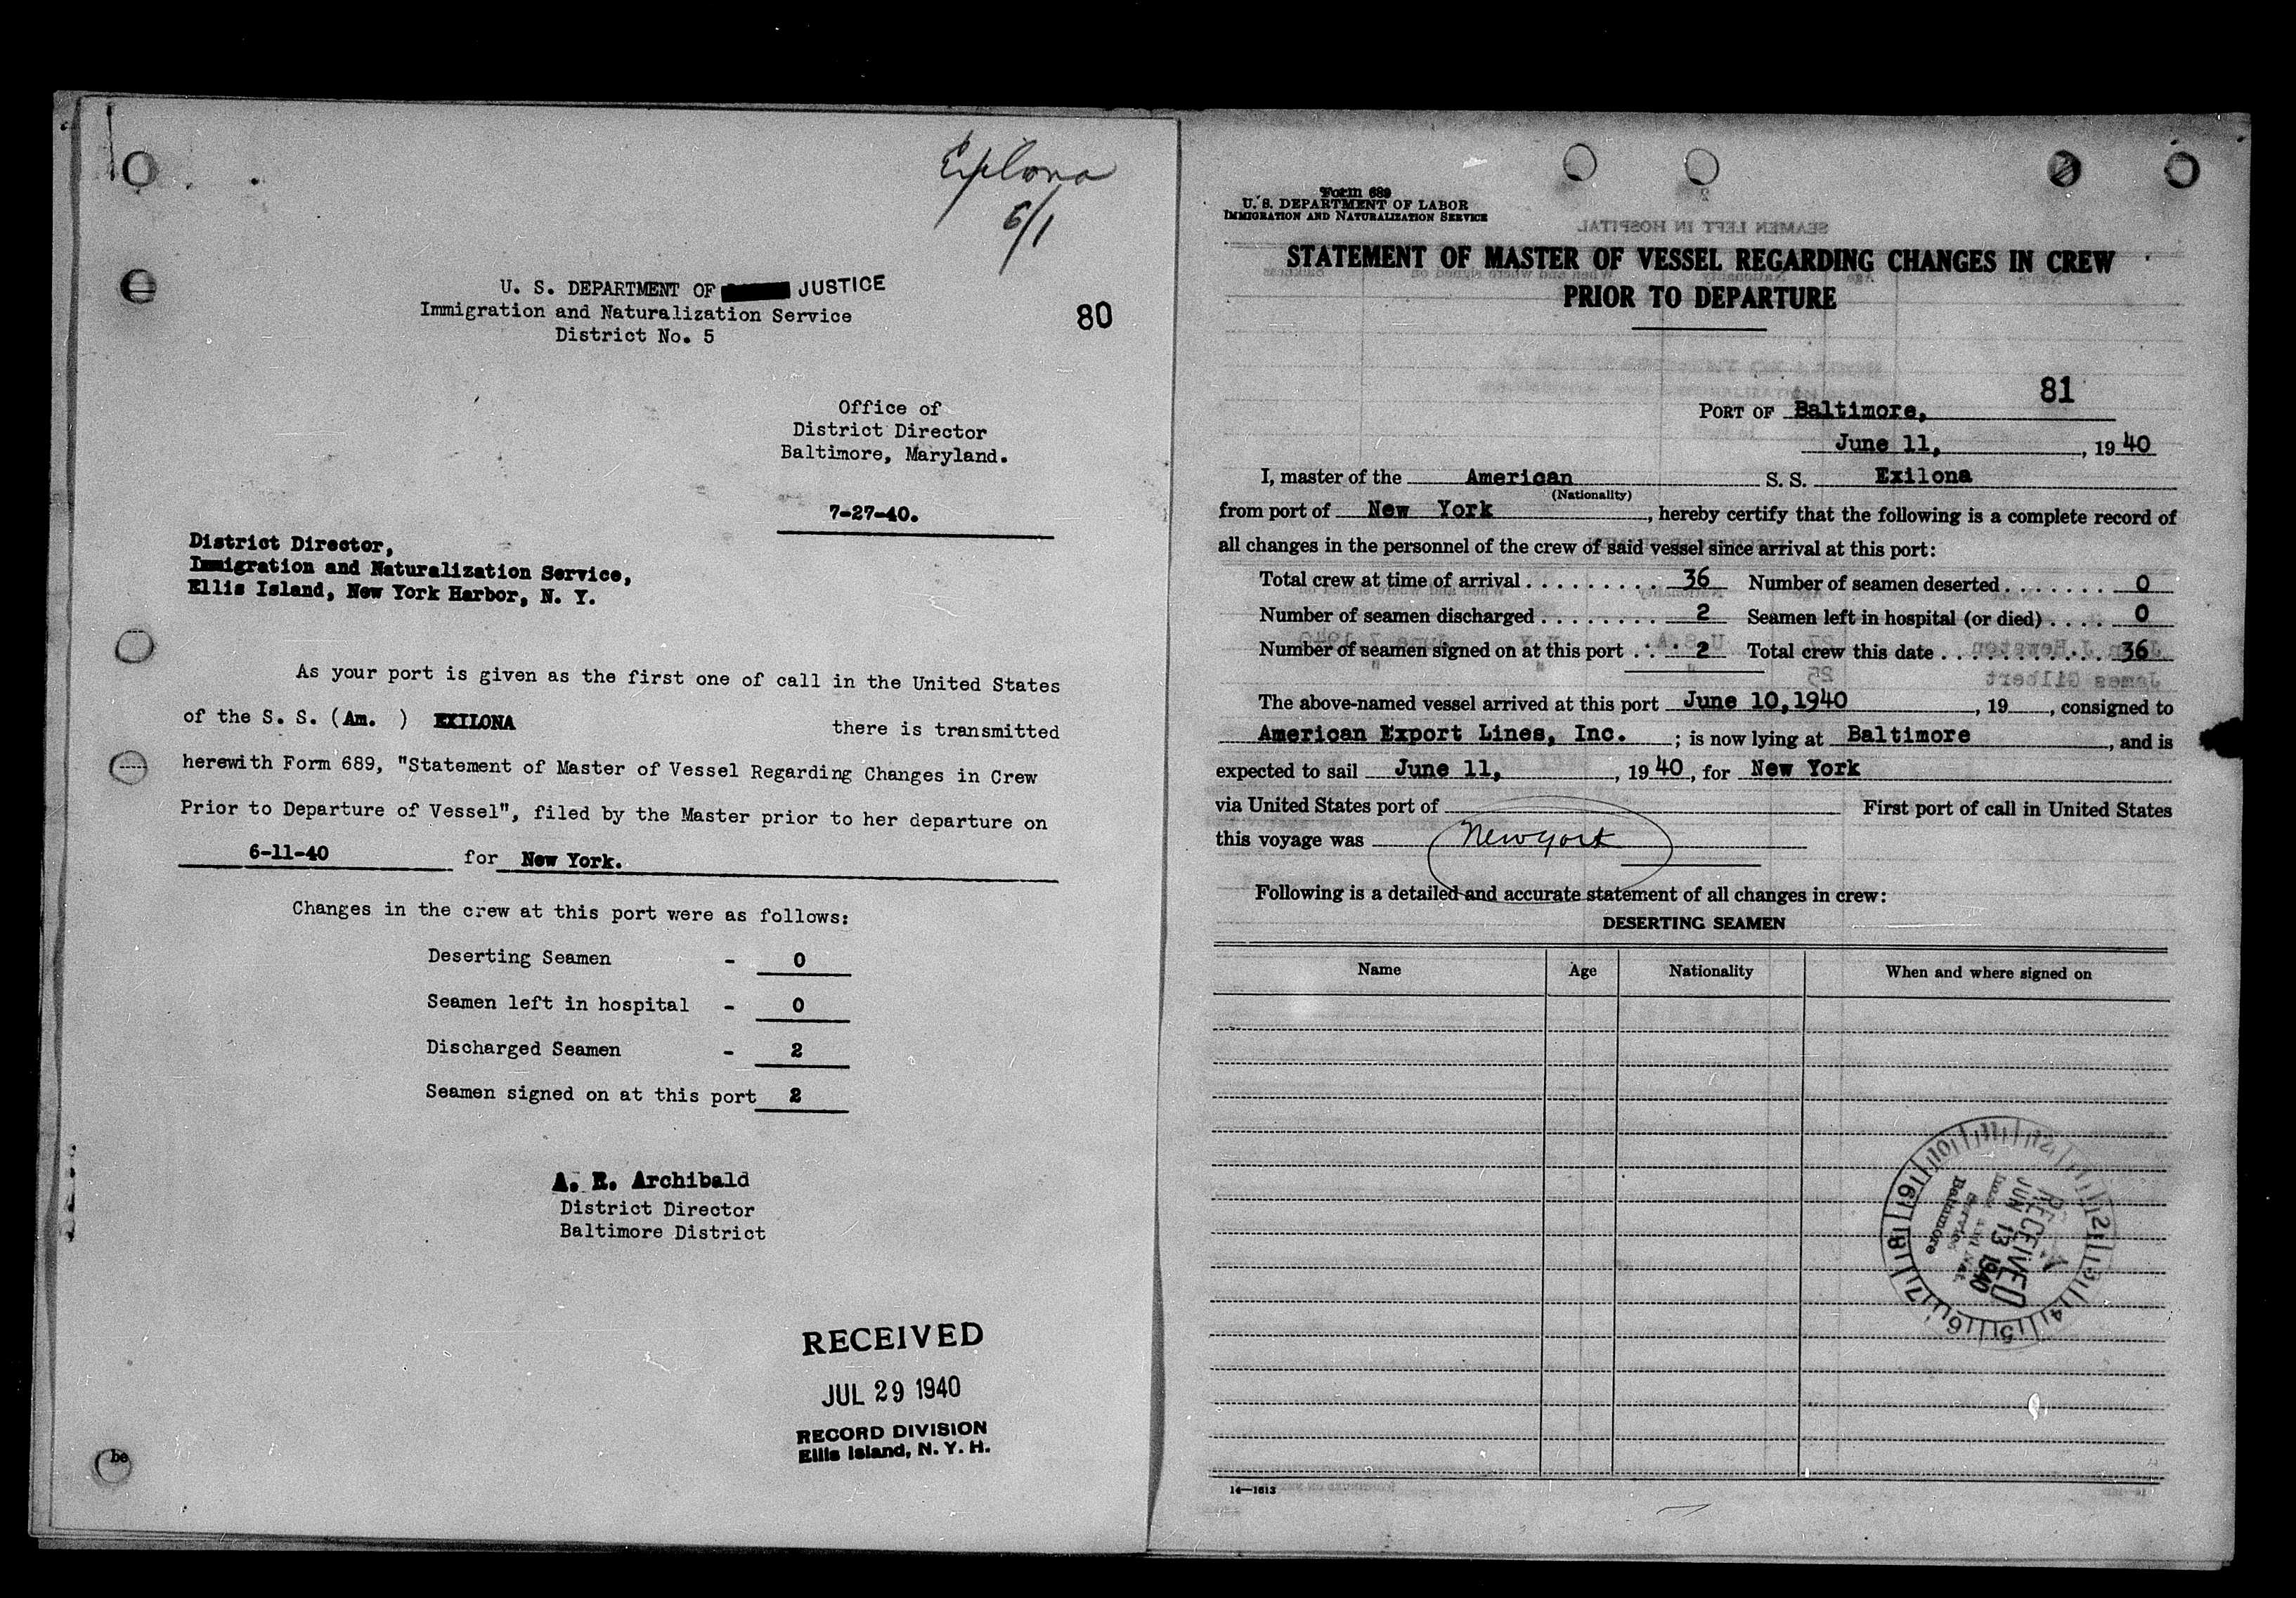 Exilona
6/1
U. S. DEPARTMENT OF JUSTICE
Immigration and Naturalization Service
District No. 5
80
Office of
District Director
Baltimore, Maryland.
7-27-40.
District Director,
Immigration and Naturalization Service,
Ellis Island, New York Harbor, N. Y.
As your port is given as the first one of call in the United States
of the S. S. (Am. ) EXILONA there is transmitted
herewith Form 689, "Statement of Master of Vessel Regarding Changes in Crew
Prior to Departure of Vessel", filed by the Master prior to her departure on
6-11-40 for New York.
Changes in the crew at this port were as follows:
Deserting Seamen - 0
Seamen left in hospital - 0
Discharged Seamen - 2
Seamen signed on at this port 2
A. R. Archibald
District Director
Baltimore District
RECEIVED
JUL 29 1940
RECORD DIVISION
Ellis Island, N. Y. H.
be
Form 689
U. S. DEPARTMENT OF LABOR
IMMIGRATION AND NATURALIZATION SERVICE
STATEMENT OF MASTER OF VESSEL REGARDING CHANGES IN CREW
PRIOR TO DEPARTURE
81
PORT OF Baltimore,
June 11, , 19 40
I, master of the American S. S. Exilona
(Nationality)
from port of New York , hereby certify that the following is a complete record of
all changes in the personnel of the crew of said vessel since arrival at this port:
Total crew at time of arrival . . . . . . . . . 36 Number of seamen deserted . . . . . . . 0
Number of seamen discharged . . . . . . . . 2 Seamen left in hospital (or died) . . . . 0
Number of seamen signed on at this port . . . 2 Total crew this date . . . . . . . . . . . 36
The above-named vessel arrived at this port June 10, 1940 , 19 , consigned to
American Export Lines, Inc. ; is now lying at Baltimore , and is
expected to sail June 11, , 19 40 , for New York
via United States port of First port of call in United States
this voyage was New York
Following is a detailed and accurate statement of all changes in crew:
DESERTING SEAMEN
Name Age Nationality When and where signed on
RECEIVED
JUN 13 1940
Baltimore
14—1613